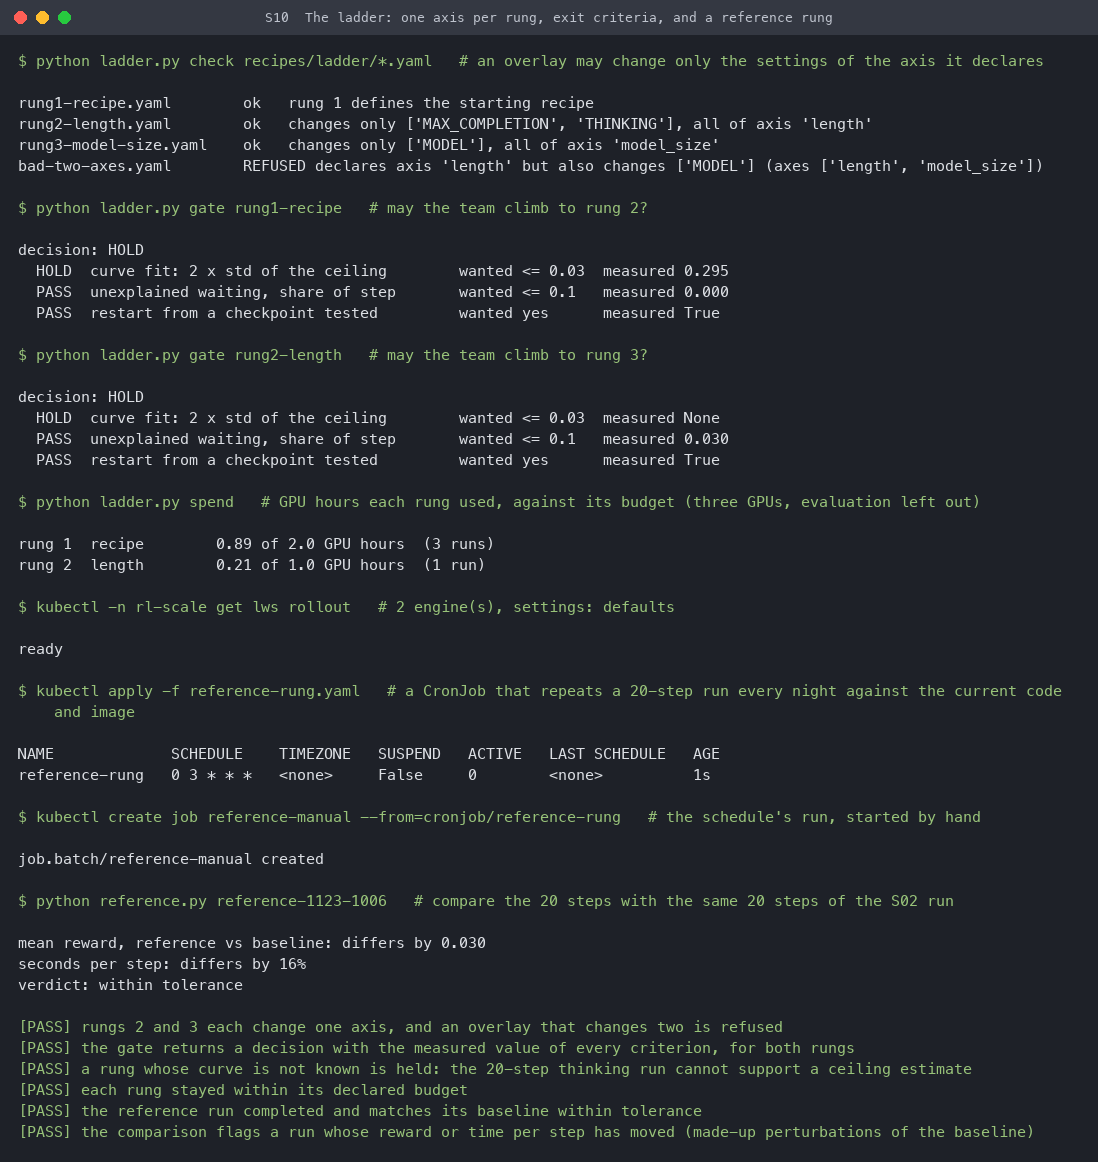 S10  The ladder: one axis per rung, exit criteria, and a reference rung
$ python ladder.py check recipes/ladder/*.yaml   # an overlay may change only the settings of the axis it declares
rung1-recipe.yaml        ok   rung 1 defines the starting recipe
rung2-length.yaml        ok   changes only ['MAX_COMPLETION', 'THINKING'], all of axis 'length'
rung3-model-size.yaml    ok   changes only ['MODEL'], all of axis 'model_size'
bad-two-axes.yaml        REFUSED declares axis 'length' but also changes ['MODEL'] (axes ['length', 'model_size'])
$ python ladder.py gate rung1-recipe   # may the team climb to rung 2?
decision: HOLD
  HOLD  curve fit: 2 x std of the ceiling        wanted <= 0.03  measured 0.295
  PASS  unexplained waiting, share of step       wanted <= 0.1   measured 0.000
  PASS  restart from a checkpoint tested         wanted yes      measured True
$ python ladder.py gate rung2-length   # may the team climb to rung 3?
decision: HOLD
  HOLD  curve fit: 2 x std of the ceiling        wanted <= 0.03  measured None
  PASS  unexplained waiting, share of step       wanted <= 0.1   measured 0.030
  PASS  restart from a checkpoint tested         wanted yes      measured True
$ python ladder.py spend   # GPU hours each rung used, against its budget (three GPUs, evaluation left out)
rung 1  recipe        0.89 of 2.0 GPU hours  (3 runs)
rung 2  length        0.21 of 1.0 GPU hours  (1 run)
$ kubectl -n rl-scale get lws rollout   # 2 engine(s), settings: defaults
ready
$ kubectl apply -f reference-rung.yaml   # a CronJob that repeats a 20-step run every night against the current code
    and image
NAME             SCHEDULE    TIMEZONE   SUSPEND   ACTIVE   LAST SCHEDULE   AGE
reference-rung   0 3 * * *   <none>     False     0        <none>          1s
$ kubectl create job reference-manual --from=cronjob/reference-rung   # the schedule's run, started by hand
job.batch/reference-manual created
$ python reference.py reference-1123-1006   # compare the 20 steps with the same 20 steps of the S02 run
mean reward, reference vs baseline: differs by 0.030
seconds per step: differs by 16%
verdict: within tolerance
[PASS] rungs 2 and 3 each change one axis, and an overlay that changes two is refused
[PASS] the gate returns a decision with the measured value of every criterion, for both rungs
[PASS] a rung whose curve is not known is held: the 20-step thinking run cannot support a ceiling estimate
[PASS] each rung stayed within its declared budget
[PASS] the reference run completed and matches its baseline within tolerance
[PASS] the comparison flags a run whose reward or time per step has moved (made-up perturbations of the baseline)